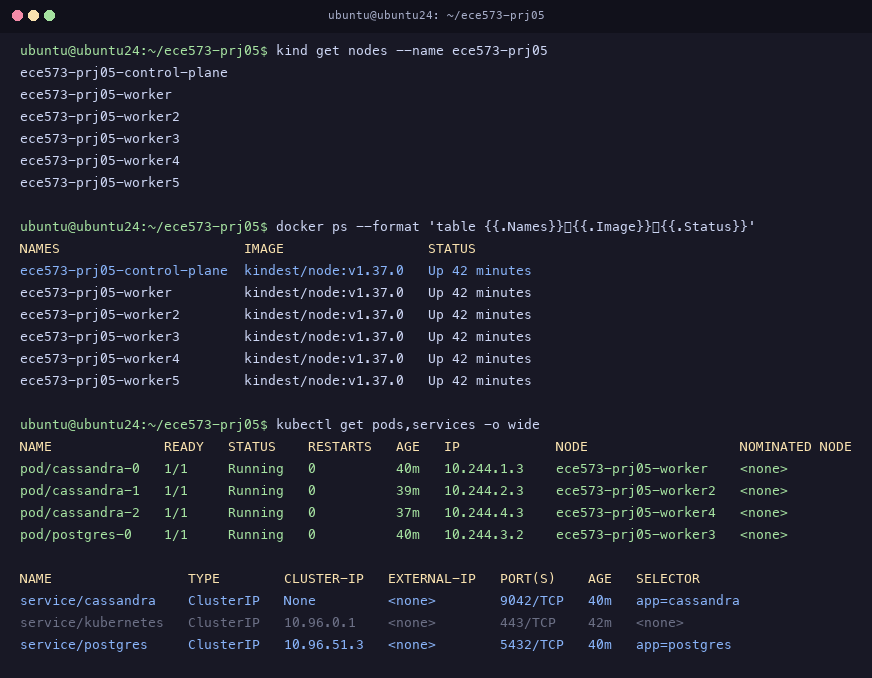 ubuntu@ubuntu24: ~/ece573-prj05
ubuntu@ubuntu24:~/ece573-prj05$ kind get nodes --name ece573-prj05
ece573-prj05-control-plane
ece573-prj05-worker
ece573-prj05-worker2
ece573-prj05-worker3
ece573-prj05-worker4
ece573-prj05-worker5
ubuntu@ubuntu24:~/ece573-prj05$ docker ps --format 'table {{.Names}}▯{{.Image}}▯{{.Status}}'
NAMES                       IMAGE                  STATUS
ece573-prj05-control-plane  kindest/node:v1.37.0   Up 42 minutes
ece573-prj05-worker         kindest/node:v1.37.0   Up 42 minutes
ece573-prj05-worker2        kindest/node:v1.37.0   Up 42 minutes
ece573-prj05-worker3        kindest/node:v1.37.0   Up 42 minutes
ece573-prj05-worker4        kindest/node:v1.37.0   Up 42 minutes
ece573-prj05-worker5        kindest/node:v1.37.0   Up 42 minutes
ubuntu@ubuntu24:~/ece573-prj05$ kubectl get pods,services -o wide
NAME              READY   STATUS    RESTARTS   AGE   IP            NODE                   NOMINATED NODE
pod/cassandra-0   1/1     Running   0          40m   10.244.1.3    ece573-prj05-worker    <none>
pod/cassandra-1   1/1     Running   0          39m   10.244.2.3    ece573-prj05-worker2   <none>
pod/cassandra-2   1/1     Running   0          37m   10.244.4.3    ece573-prj05-worker4   <none>
pod/postgres-0    1/1     Running   0          40m   10.244.3.2    ece573-prj05-worker3   <none>
NAME                 TYPE        CLUSTER-IP   EXTERNAL-IP   PORT(S)    AGE   SELECTOR
service/cassandra    ClusterIP   None         <none>        9042/TCP   40m   app=cassandra
service/kubernetes   ClusterIP   10.96.0.1    <none>        443/TCP    42m   <none>
service/postgres     ClusterIP   10.96.51.3   <none>        5432/TCP   40m   app=postgres